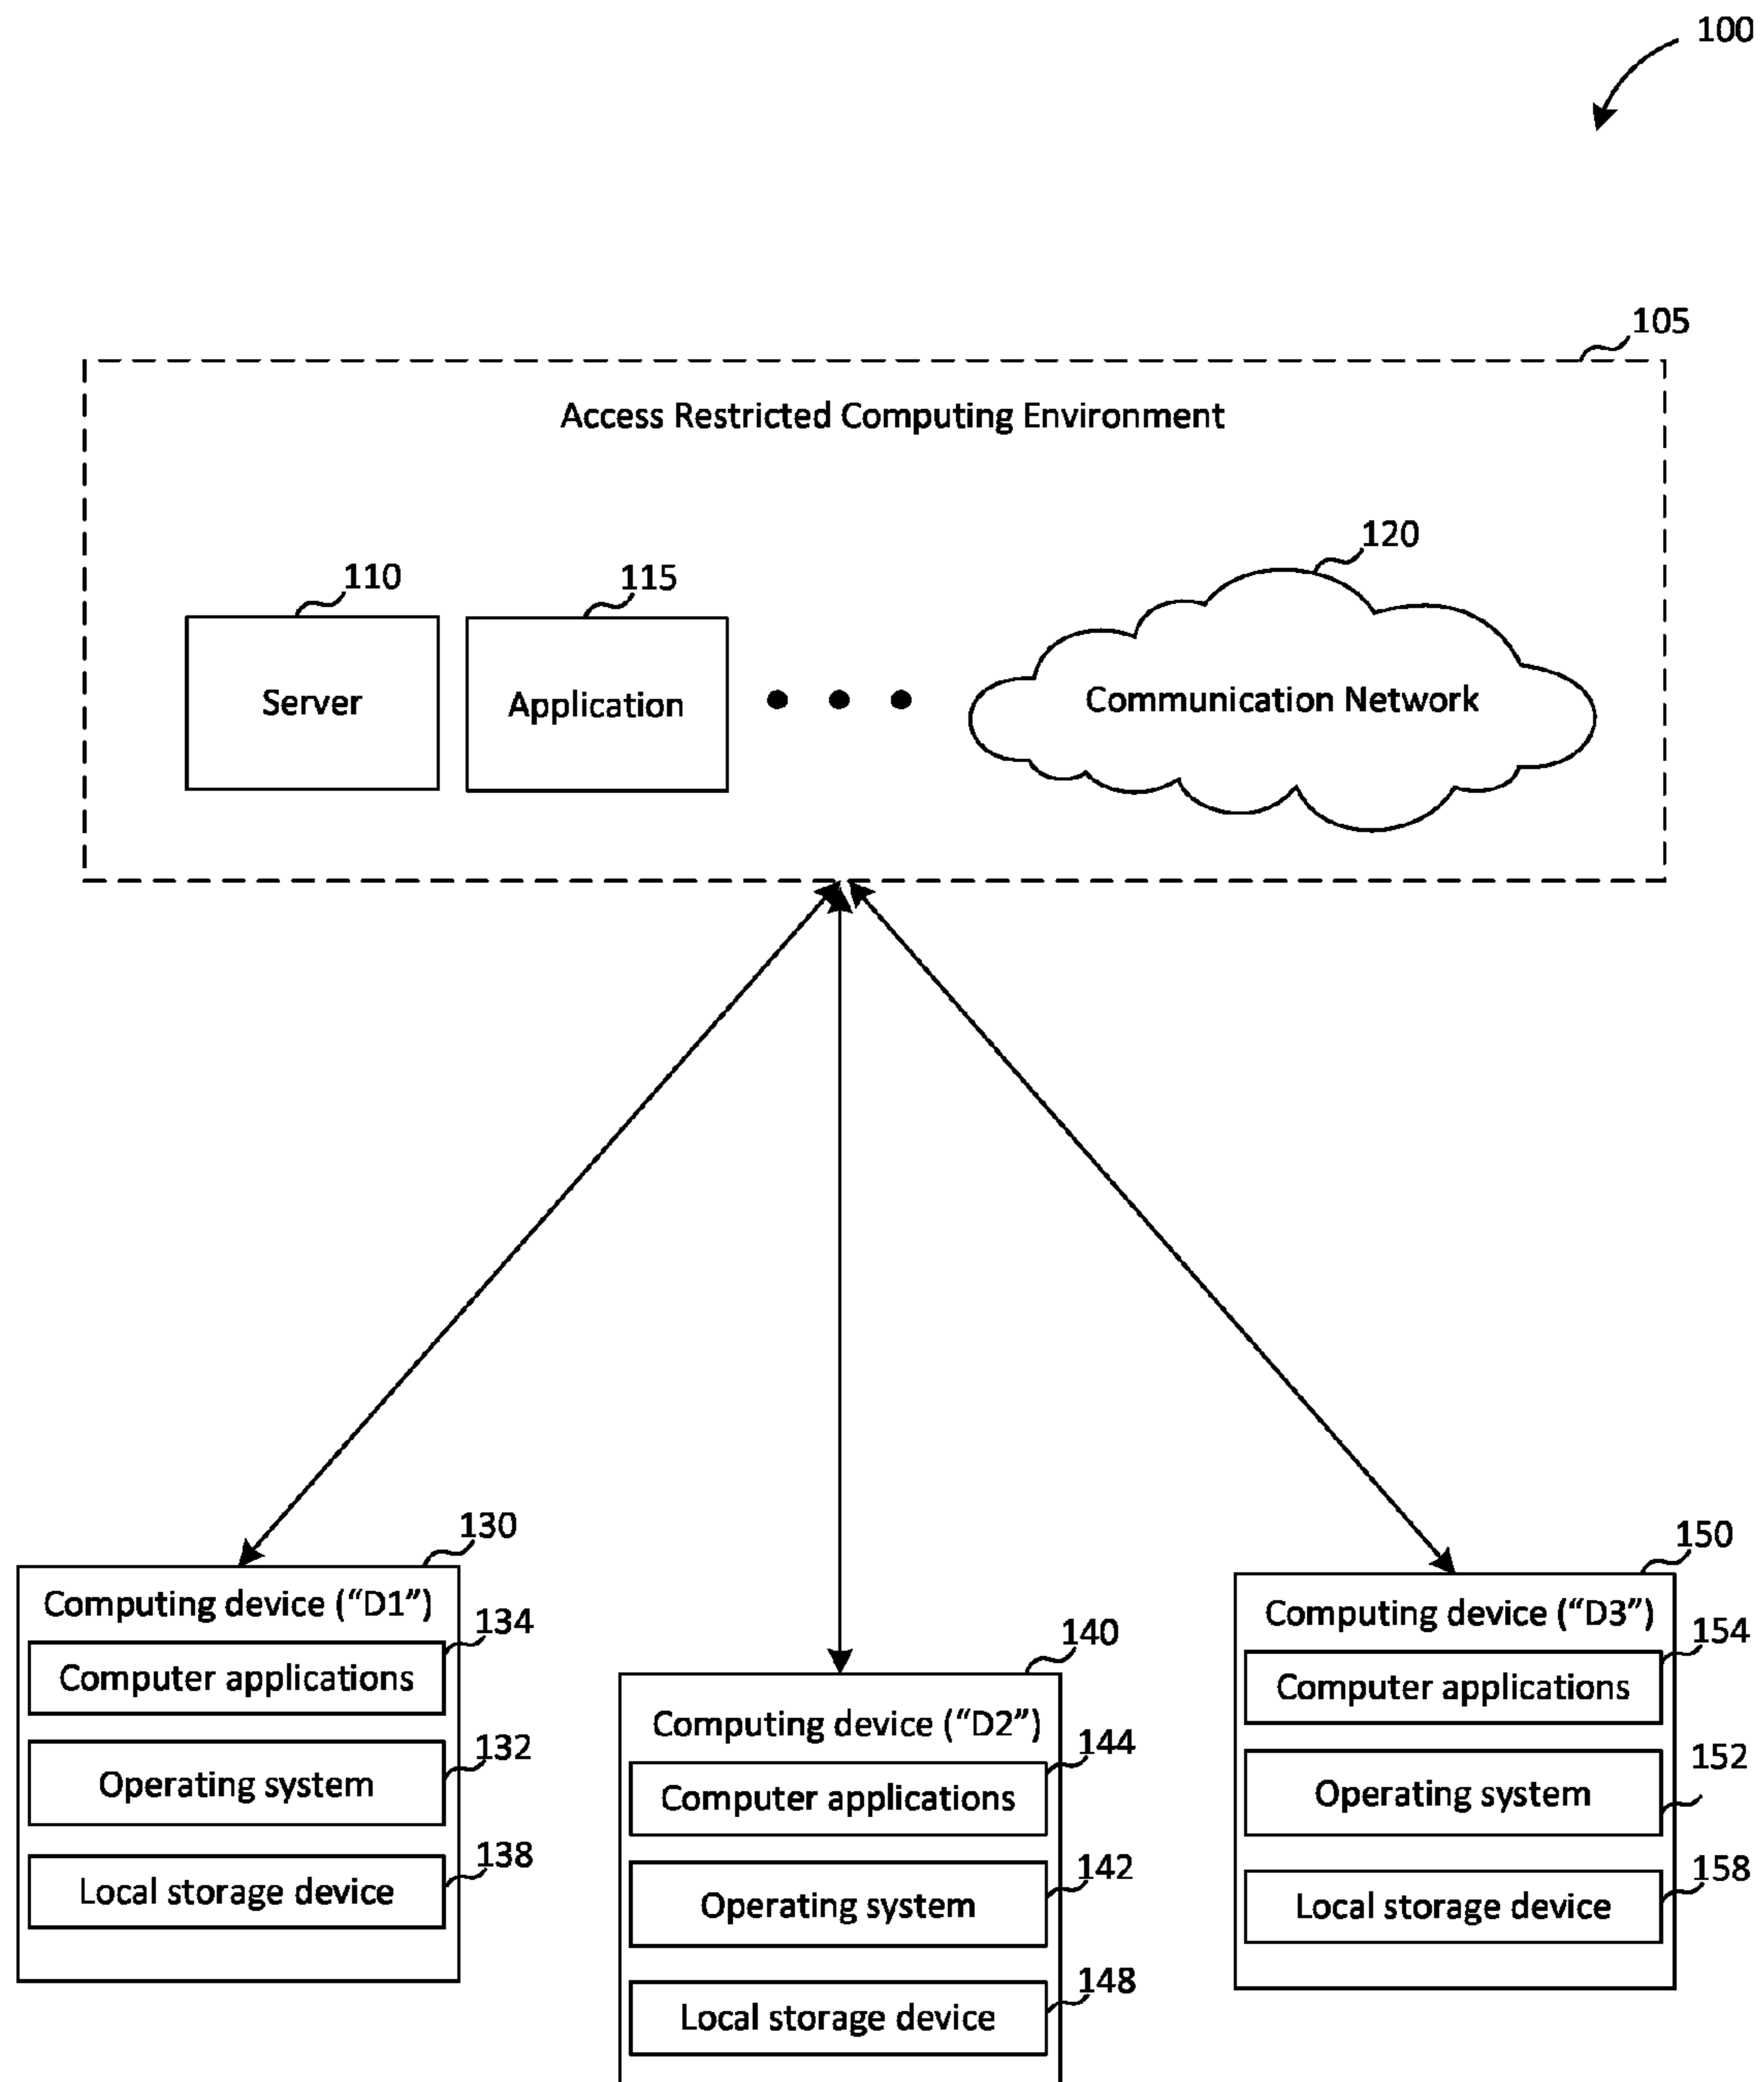 100
105
Access Restricted Computing Environment
120
110
115
Server
Application
Communication Network
130
Computing device (“D1”)
134
Computer applications
132
Operating system
138
Local storage device
140
Computing device (“D2”)
144
Computer applications
142
Operating system
148
Local storage device
150
Computing device (“D3”)
154
Computer applications
152
Operating system
158
Local storage device